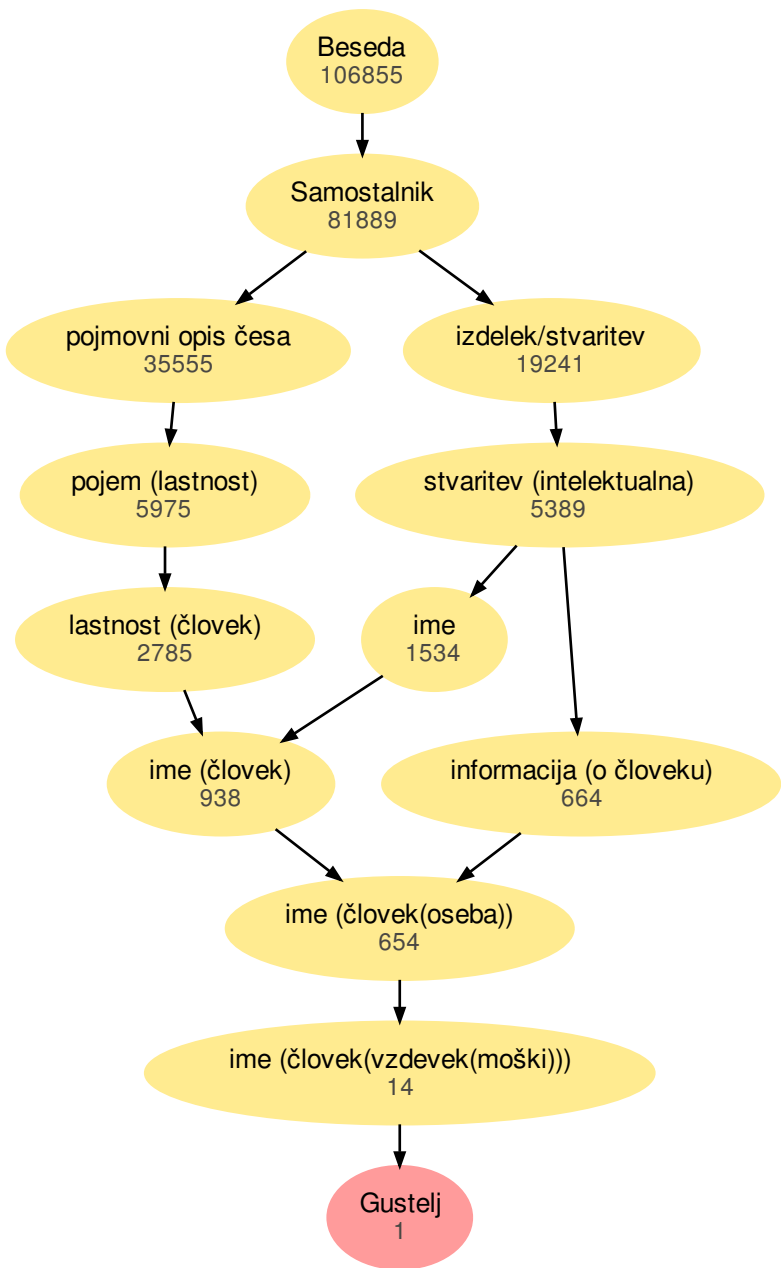 Beseda
106855
Samostalnik
81889
pojmovni opis česa
35555
izdelek/stvaritev
19241
pojem (lastnost)
5975
stvaritev (intelektualna)
5389
lastnost (človek)
2785
ime
1534
ime (človek)
938
informacija (o človeku)
664
ime (človek(oseba))
654
ime (človek(vzdevek(moški)))
14
Gustelj
1